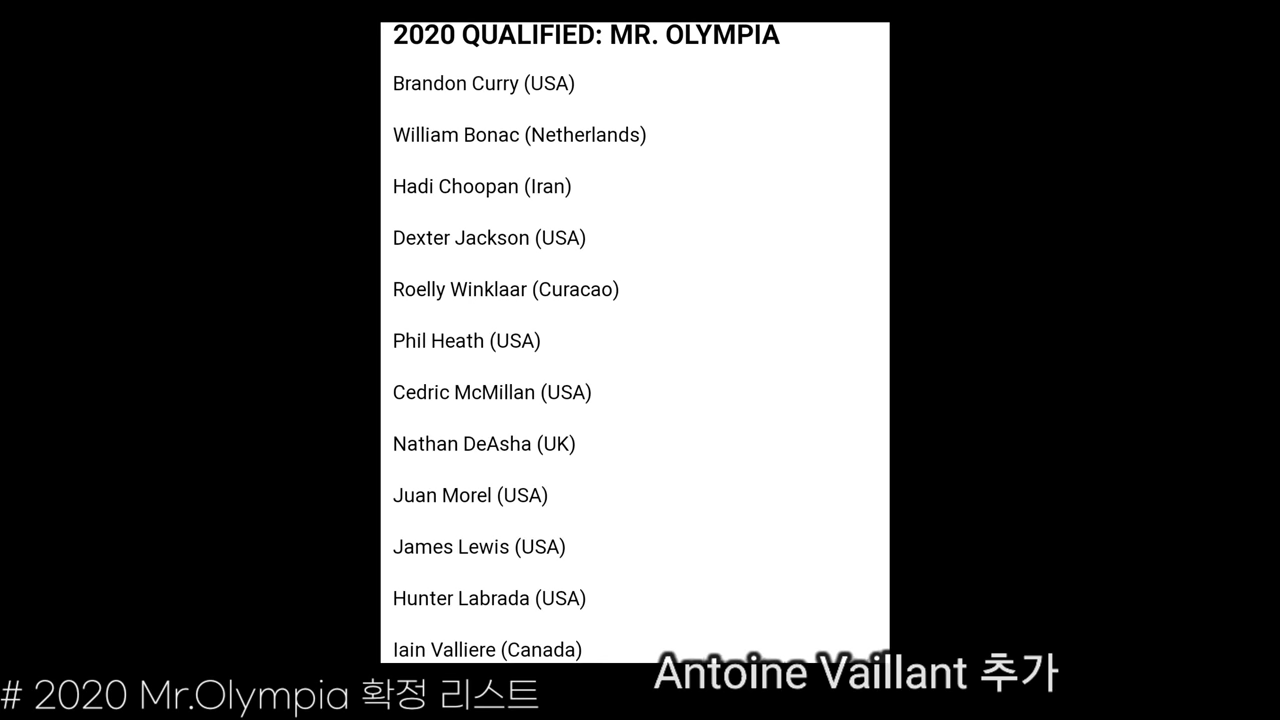 2020 QUALIFIED: MR. OLYMPIA
Brandon Curry (USA)
William Bonac (Netherlands)
Hadi Choopan (Iran)
Dexter Jackson (USA)
Roelly Winklaar (Curacao)
Phil Heath (USA)
Cedric McMillan (USA)
Nathan DeAsha (UK)
Juan Morel (USA)
James Lewis (USA)
Hunter Labrada (USA)
Iain Valliere (Canada)
Antoine Vaillant 추가
# 2020 Mr.Olympia 확정 리스트